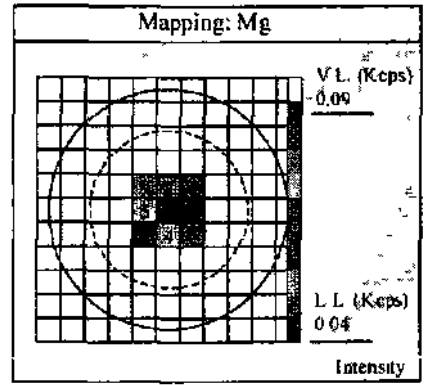 Mapping: Mg
V L. (Kcps)
0.09
L L (Kcps)
0 04
Intensity